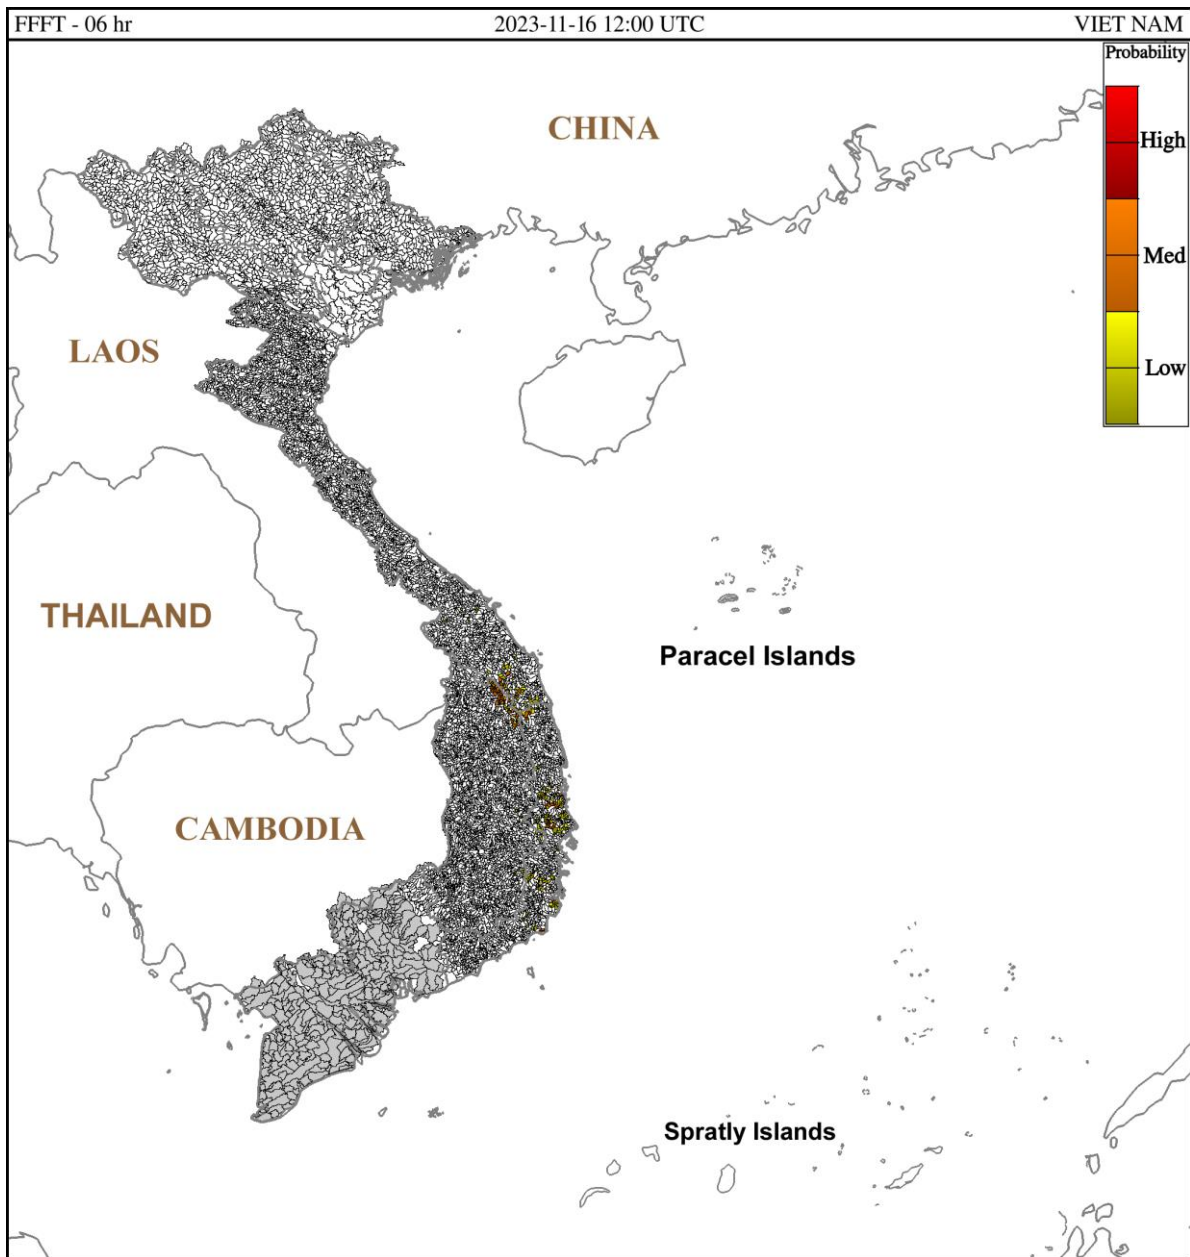 FFFT - 06 hr 2023-11-16 12:00 UTC VIET NAM
Probability
CHINA
High
Med
LAOS
Low
THAILAND
Paracel Islands
CAMBODIA
Spratly Islands